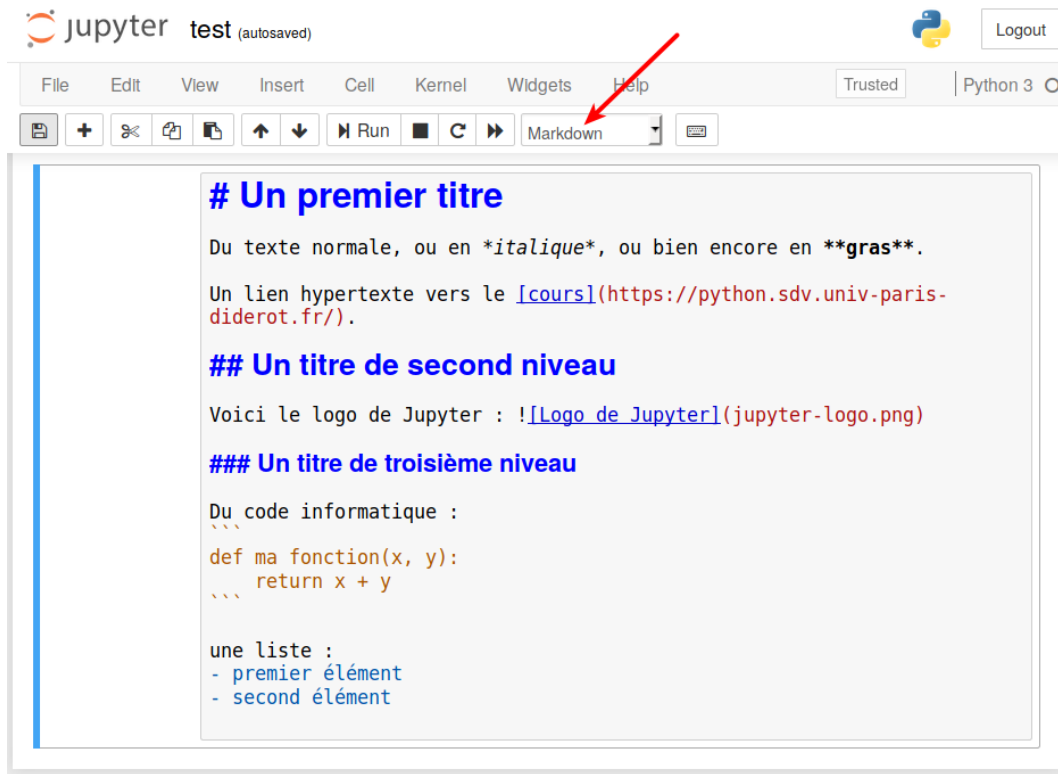 jupyter test (autosaved) Logout
File Edit View Insert Cell Kernel Widgets Help Trusted Python 3
Run Markdown
# Un premier titre
Du texte normale, ou en *italique*, ou bien encore en **gras**.
Un lien hypertexte vers le [cours](https://python.sdv.univ-paris-
diderot.fr/).
## Un titre de second niveau
Voici le logo de Jupyter : ![Logo de Jupyter](jupyter-logo.png)
### Un titre de troisième niveau
Du code informatique :
```
def ma fonction(x, y):
    return x + y
```
une liste :
- premier élément
- second élément